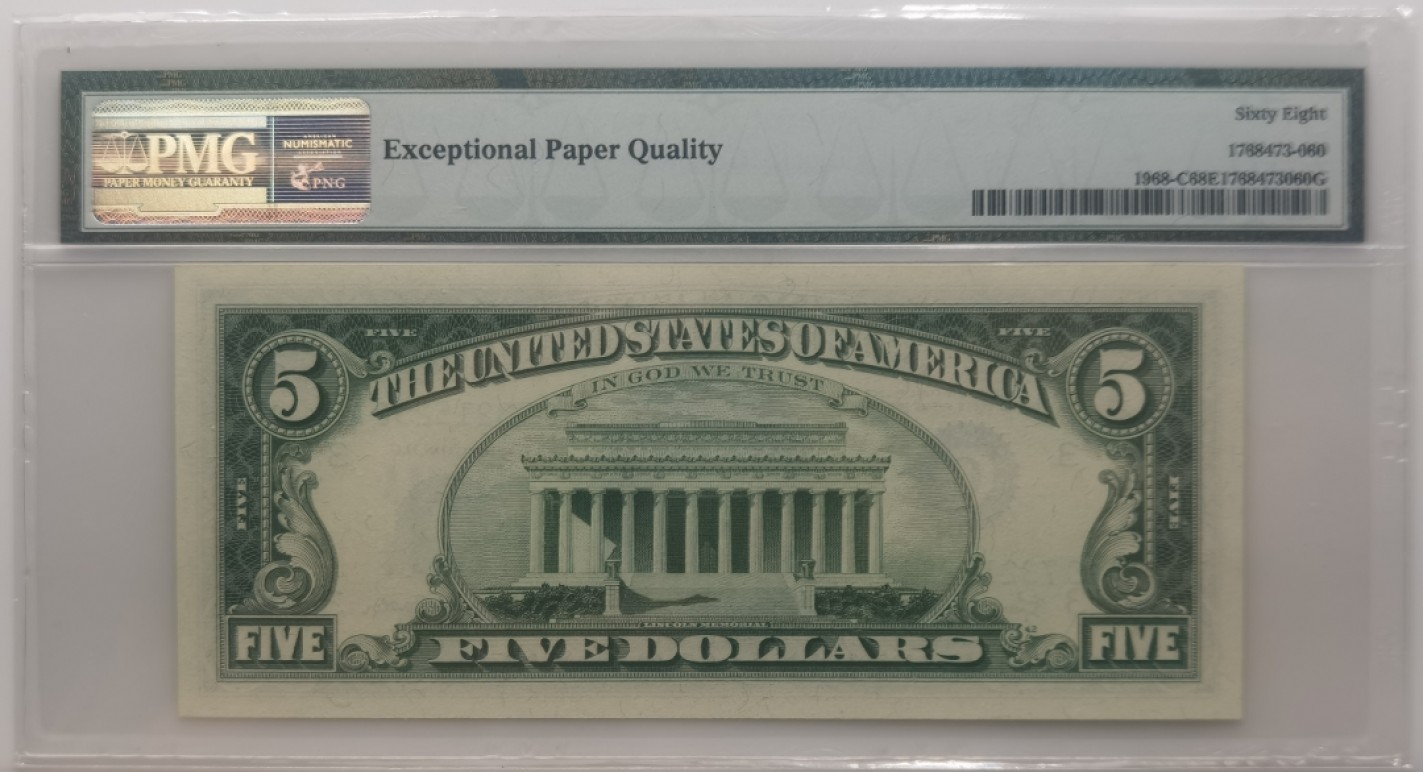 PMG
PAPER MONEY GUARANTY
NUMISMATIC
PNG
Exceptional Paper Quality
Sixty Eight
1768473-060
1968-C68E1768473060G
FIVE
FIVE
5
THE UNITED STATES OF AMERICA
5
IN GOD WE TRUST
FIVE
FIVE
LINCOLN MEMORIAL
FIVE
FIVE DOLLARS
FIVE